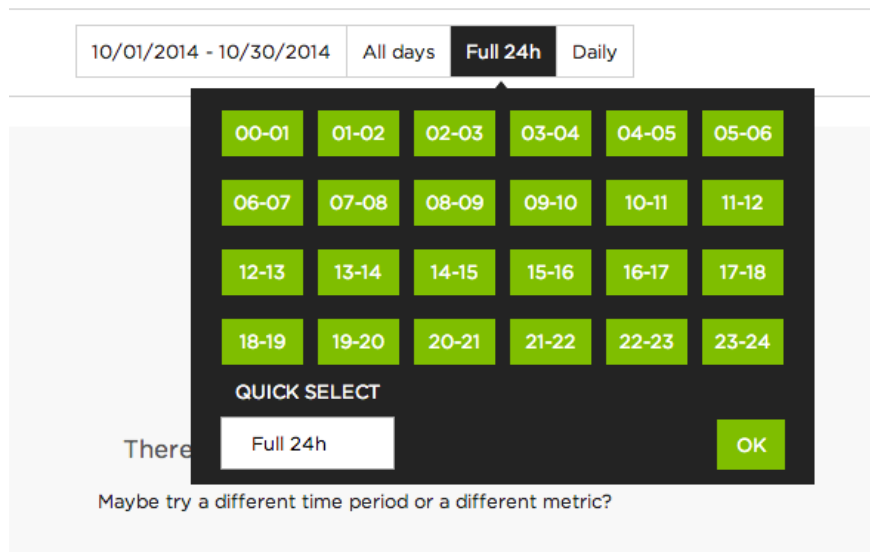 10/01/2014 - 10/30/2014 All days Full 24h Daily
00-01 01-02 02-03 03-04 04-05 05-06
06-07 07-08 08-09 09-10 10-11 11-12
12-13 13-14 14-15 15-16 16-17 17-18
18-19 19-20 20-21 21-22 22-23 23-24
QUICK SELECT
Full 24h OK
There
Maybe try a different time period or a different metric?